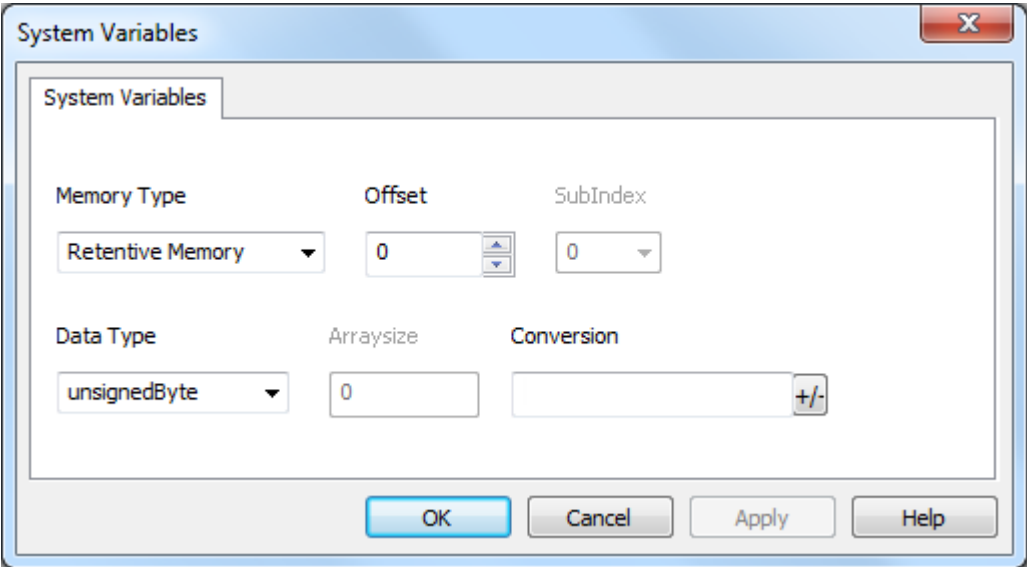 System Variables
System Variables
Memory Type Offset SubIndex
Retentive Memory 0 0
Data Type Arraysize Conversion
unsignedByte 0 +/-
OK Cancel Apply Help